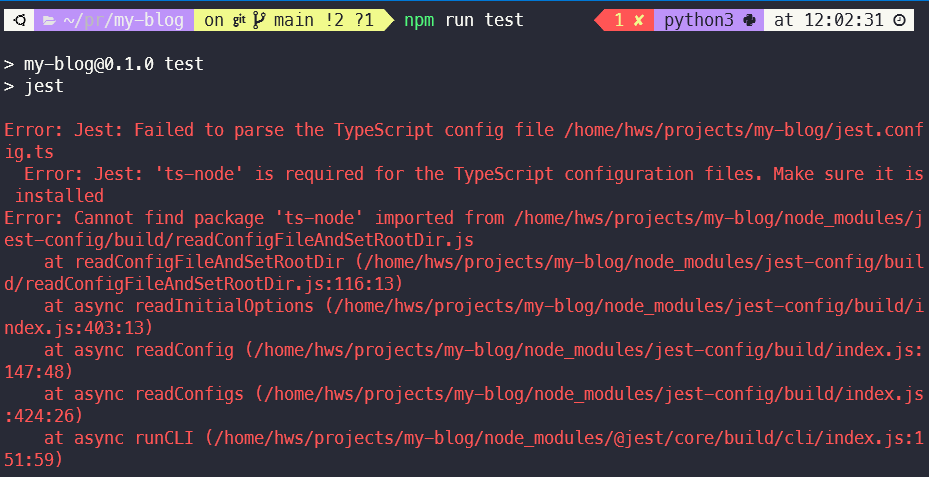 ~/pr/my-blog on git main !2 ?1 npm run test 1 ✘ python3 at 12:02:31
> my-blog@0.1.0 test
> jest
Error: Jest: Failed to parse the TypeScript config file /home/hws/projects/my-blog/jest.conf
ig.ts
  Error: Jest: 'ts-node' is required for the TypeScript configuration files. Make sure it is
 installed
Error: Cannot find package 'ts-node' imported from /home/hws/projects/my-blog/node_modules/j
est-config/build/readConfigFileAndSetRootDir.js
    at readConfigFileAndSetRootDir (/home/hws/projects/my-blog/node_modules/jest-config/buil
d/readConfigFileAndSetRootDir.js:116:13)
    at async readInitialOptions (/home/hws/projects/my-blog/node_modules/jest-config/build/i
ndex.js:403:13)
    at async readConfig (/home/hws/projects/my-blog/node_modules/jest-config/build/index.js:
147:48)
    at async readConfigs (/home/hws/projects/my-blog/node_modules/jest-config/build/index.js
:424:26)
    at async runCLI (/home/hws/projects/my-blog/node_modules/@jest/core/build/cli/index.js:1
51:59)